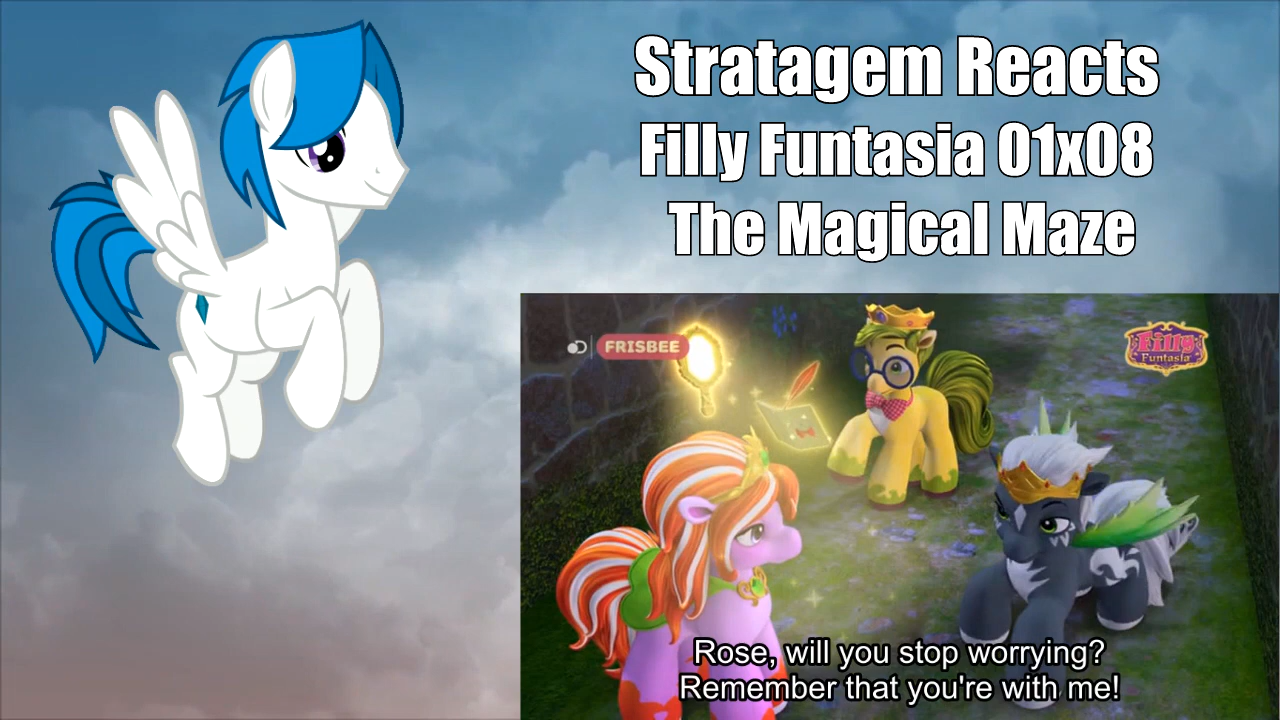 Stratagem Reacts
Filly Funtasia 01x08
The Magical Maze
FRISBEE
Filly
Funtasia
Rose, will you stop worrying?
Remember that you're with me!